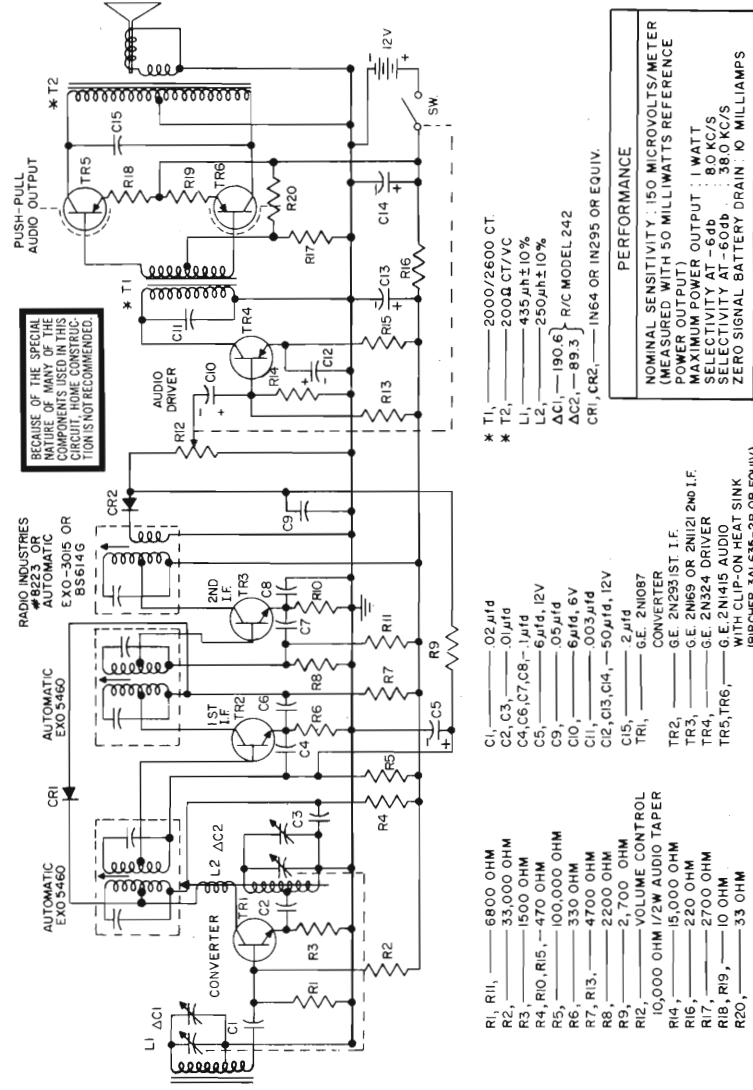 BECAUSE OF THE SPECIAL
NATURE OF MANY OF THE
COMPONENTS USED IN THIS
CIRCUIT, HOME CONSTRUC-
TION IS NOT RECOMMENDED.
PUSH-PULL
AUDIO OUTPUT
TR5
R18
R19
TR6
C15
R20
R17
* T2
* T1
C11
TR4
AUDIO
DRIVER
C10
R14
R12
R13
C12
R15
C13
R16
C14
12V
SW.
RADIO INDUSTRIES
#8223 OR
AUTOMATIC
EXO-3015 OR
BS614G
CR2
C9
2ND
I.F.
TR3
C7
C8
R10
R11
R9
AUTOMATIC
EXO 5460
1ST
I.F.
TR2
C4
C6
R6
R8
R7
R5
R4
C5
CR1
AUTOMATIC
EXO 5460
L2 ΔC2
C3
CONVERTER
TR1
C2
R3
R2
R1
C1
L1 ΔC1
R1, R11, 6800 OHM
R2, 33,000 OHM
R3 1500 OHM
R4, R10, R15, 470 OHM
R5, 100,000 OHM
R6, 330 OHM
R7, R13, 4700 OHM
R8, 2200 OHM
R9, 2,700 OHM
R12, VOLUME CONTROL
10,000 OHM 1/2W AUDIO TAPER
R14, 15,000 OHM
R16, 220 OHM
R17, 2700 OHM
R18, R19, 10 OHM
R20, 33 OHM
C1, .02 μfd
C2, C3, .01 μfd
C4, C6, C7, C8, .1 μfd
C5, 6 μfd, 12V
C9, .05 μfd
C10, 6 μfd, 6V
C11, .003 μfd
C12, C13, C14, 50 μfd, 12V
C15, .2 μfd
TR1, G.E. 2N1087
CONVERTER
TR2, G.E. 2N293 1ST. I.F.
TR3, G.E. 2N169 OR 2N1121 2ND I.F.
TR4, G.E. 2N324 DRIVER
TR5, TR6, G.E. 2N1415 AUDIO
WITH CLIP-ON HEAT SINK
* T1, 2000/2600 CT.
* T2, 200Ω CT/VC
L1, 435 μh ± 10%
L2, 250 μh ± 10%
ΔC1, 190.6 } R/C MODEL 242
ΔC2, 89.3
CR1, CR2, IN64 OR IN295 OR EQUIV.
PERFORMANCE
NOMINAL SENSITIVITY : 150 MICROVOLTS/METER
(MEASURED WITH 50 MILLIWATTS REFERENCE
POWER OUTPUT)
MAXIMUM POWER OUTPUT : 1 WATT
SELECTIVITY AT -6db : 8.0 KC/S
SELECTIVITY AT -60db : 38.0 KC/S
ZERO SIGNAL BATTERY DRAIN: 10 MILLIAMPS